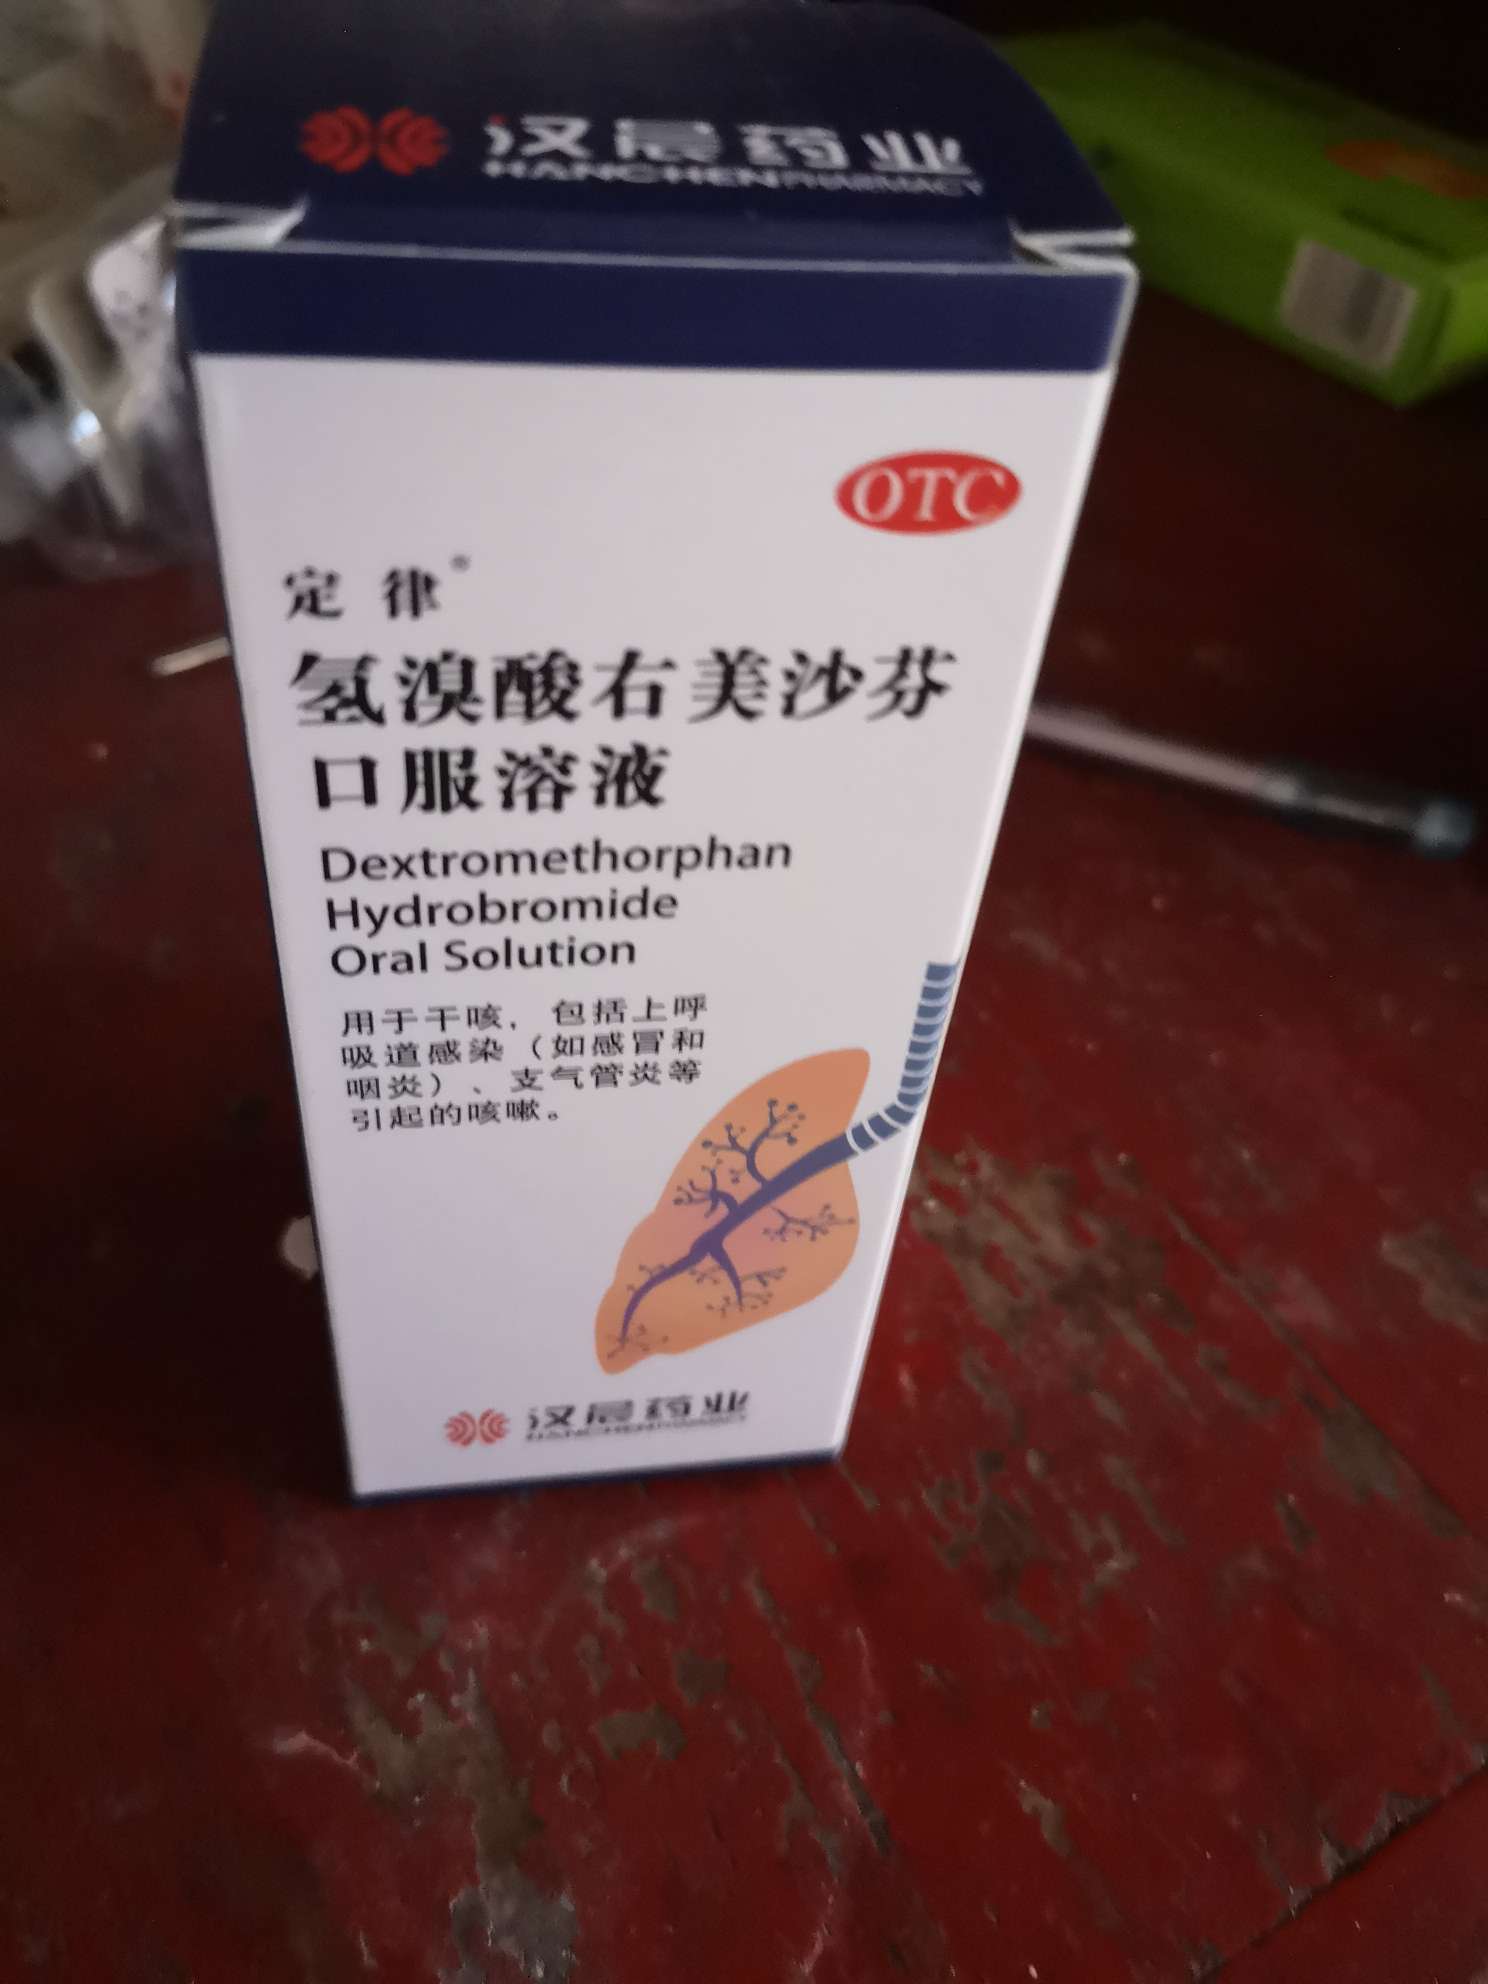 汉晨药业
HANCHENPHARMACY
OTC
定律®
氢溴酸右美沙芬
口服溶液
Dextromethorphan
Hydrobromide
Oral Solution
用于干咳，包括上呼
吸道感染（如感冒和
咽炎）、支气管炎等
引起的咳嗽。
汉晨药业
HANCHENPHARMACY